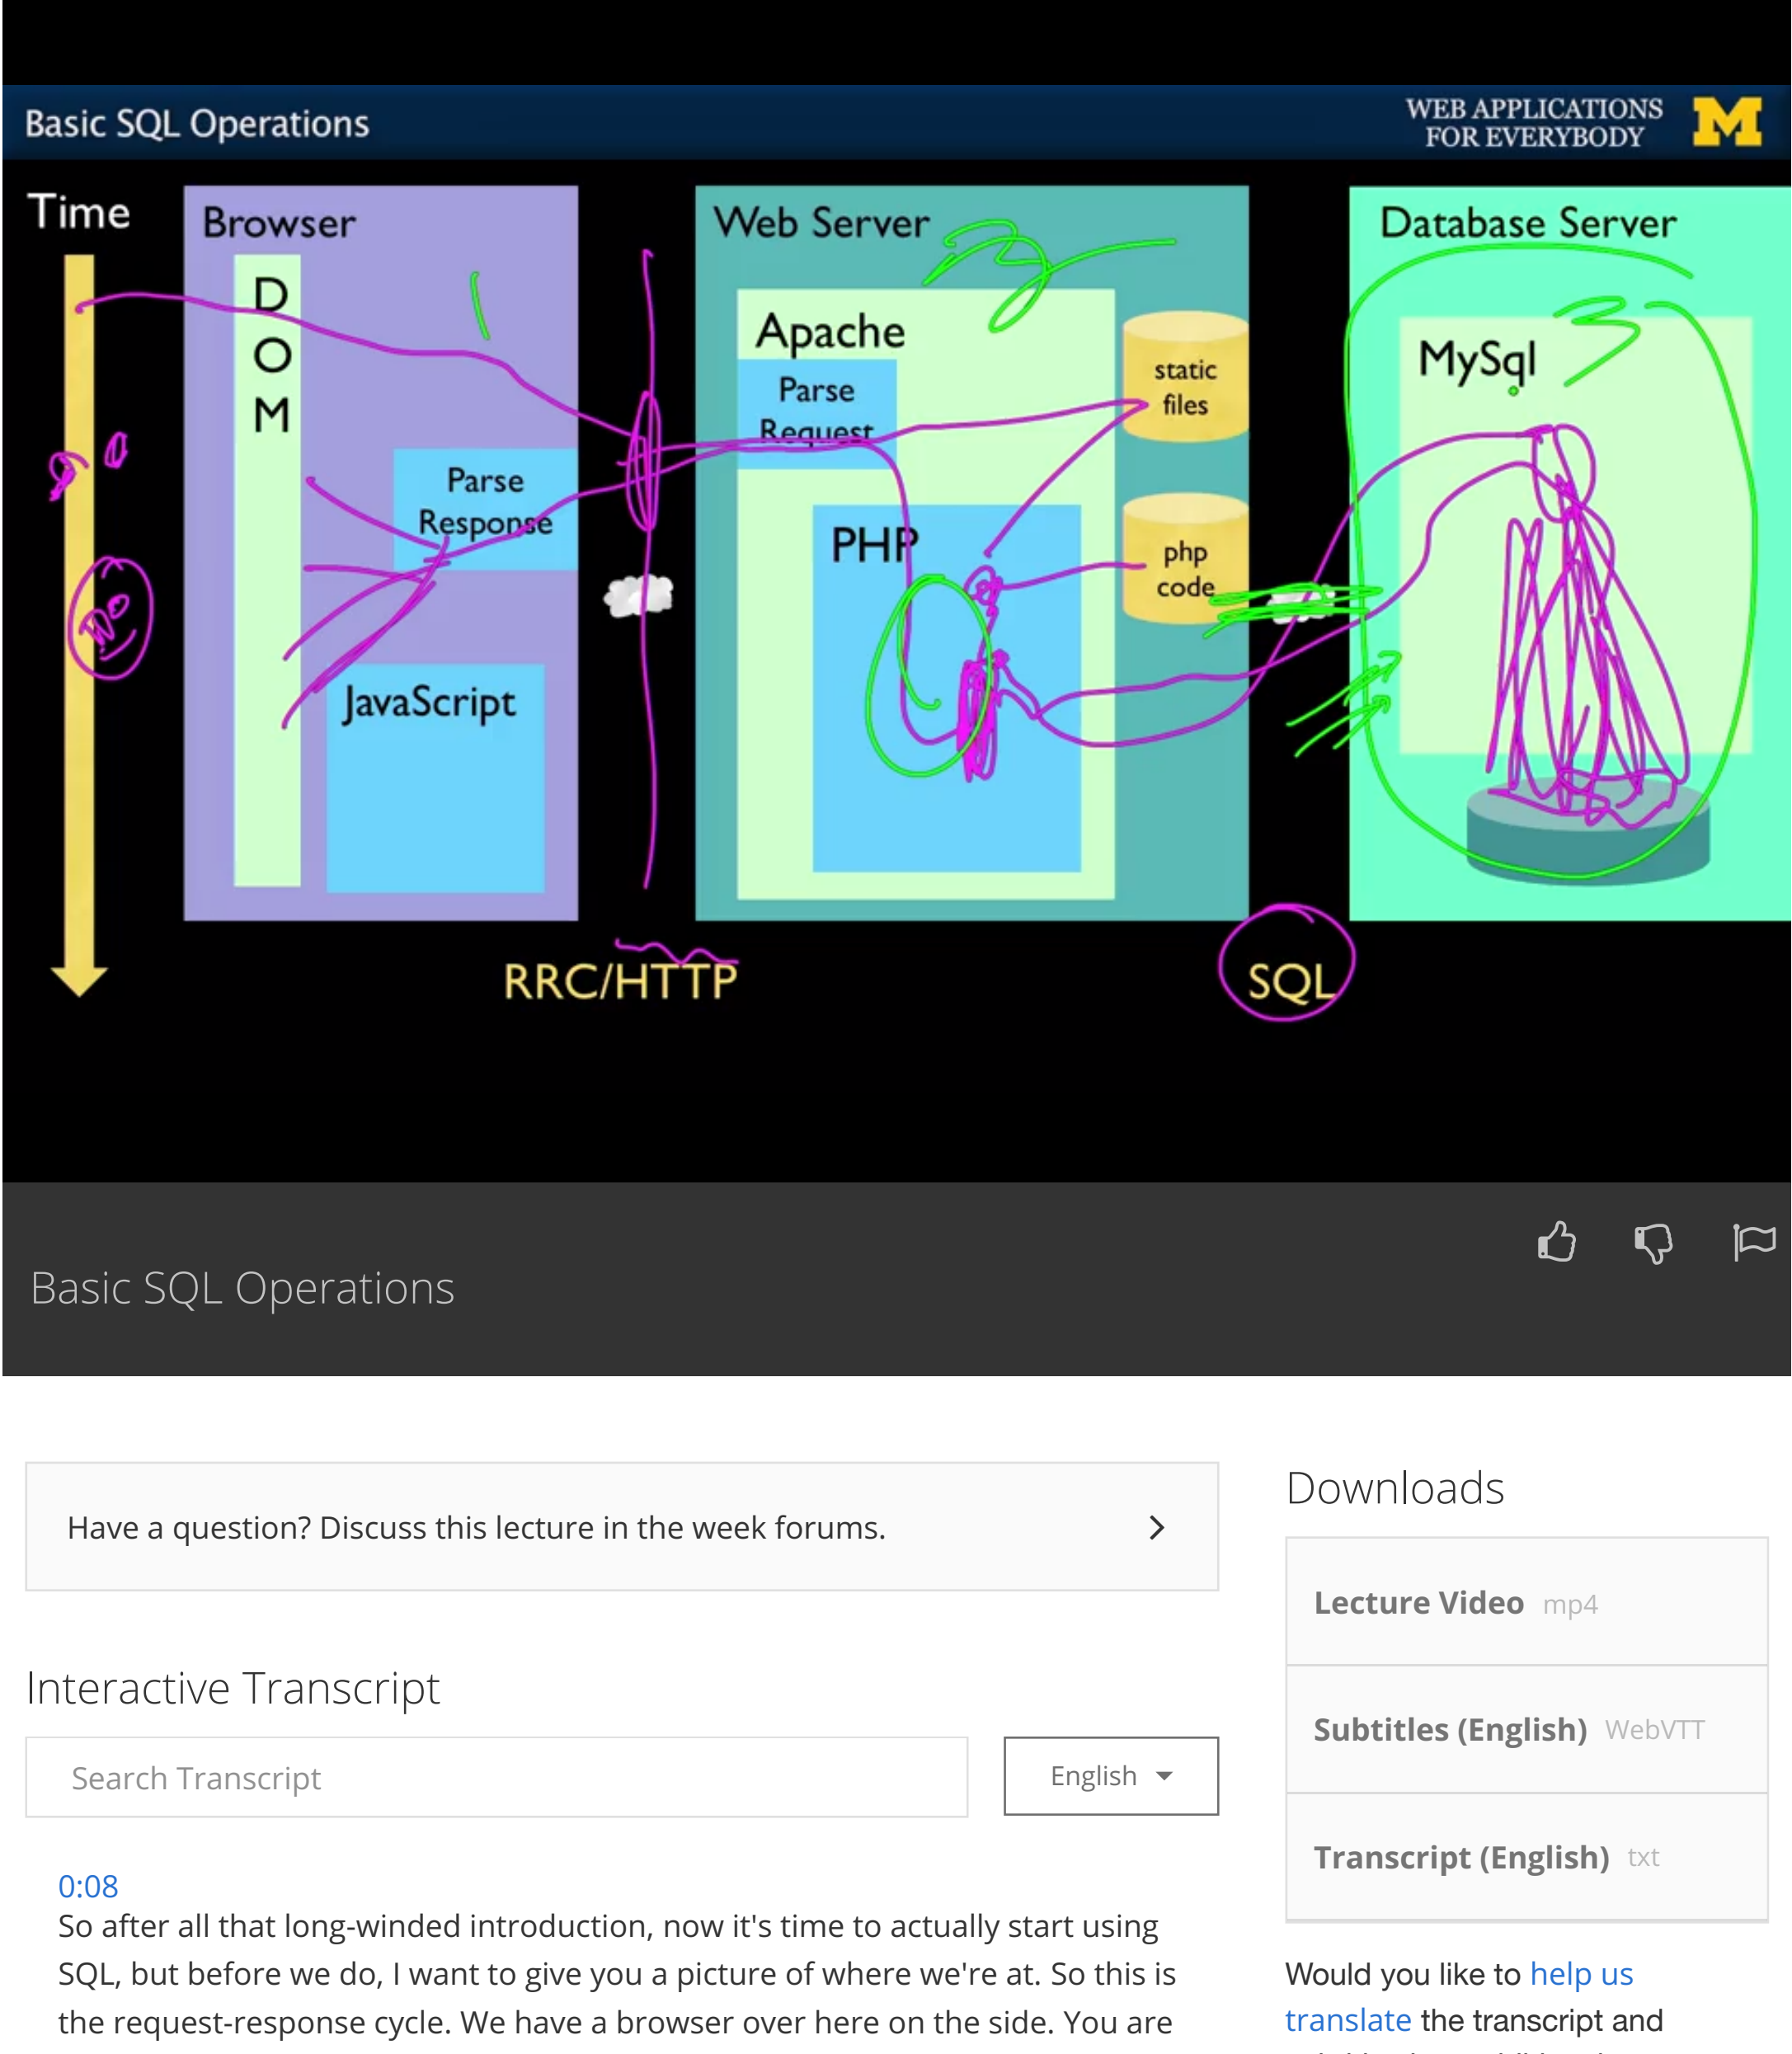 Basic SQL Operations
WEB APPLICATIONS
FOR EVERYBODY
M
Time
Browser
D
O
M
Parse
Response
JavaScript
Web Server
Apache
Parse
Request
PHP
static
files
php
code
Database Server
MySql
RRC/HTTP
SQL
Basic SQL Operations
Have a question? Discuss this lecture in the week forums.
Interactive Transcript
Search Transcript
English
0:08
So after all that long-winded introduction, now it's time to actually start using
SQL, but before we do, I want to give you a picture of where we're at. So this is
the request-response cycle. We have a browser over here on the side. You are
Downloads
Lecture Video mp4
Subtitles (English) WebVTT
Transcript (English) txt
Would you like to help us
translate the transcript and